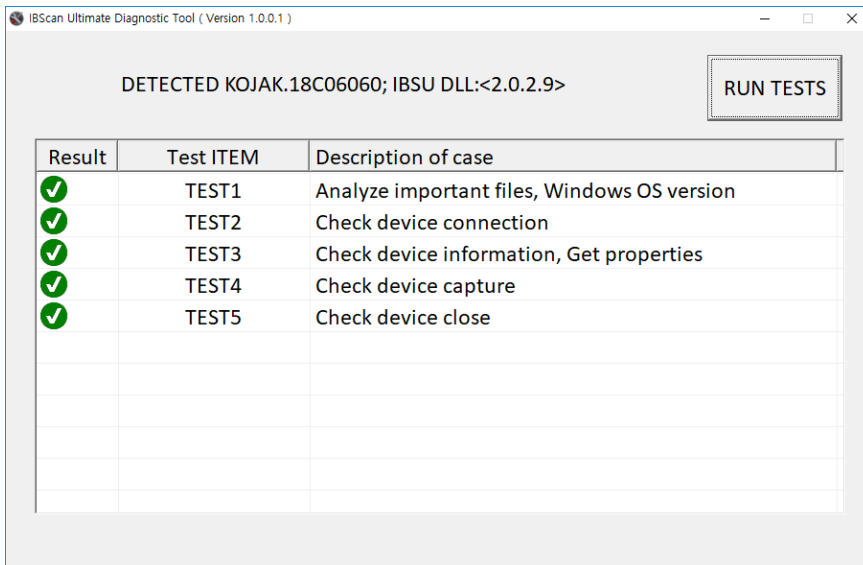 IBScan Ultimate Diagnostic Tool ( Version 1.0.0.1 )
DETECTED KOJAK.18C06060; IBSU DLL:<2.0.2.9>
RUN TESTS
Result Test ITEM Description of case
TEST1 Analyze important files, Windows OS version
TEST2 Check device connection
TEST3 Check device information, Get properties
TEST4 Check device capture
TEST5 Check device close